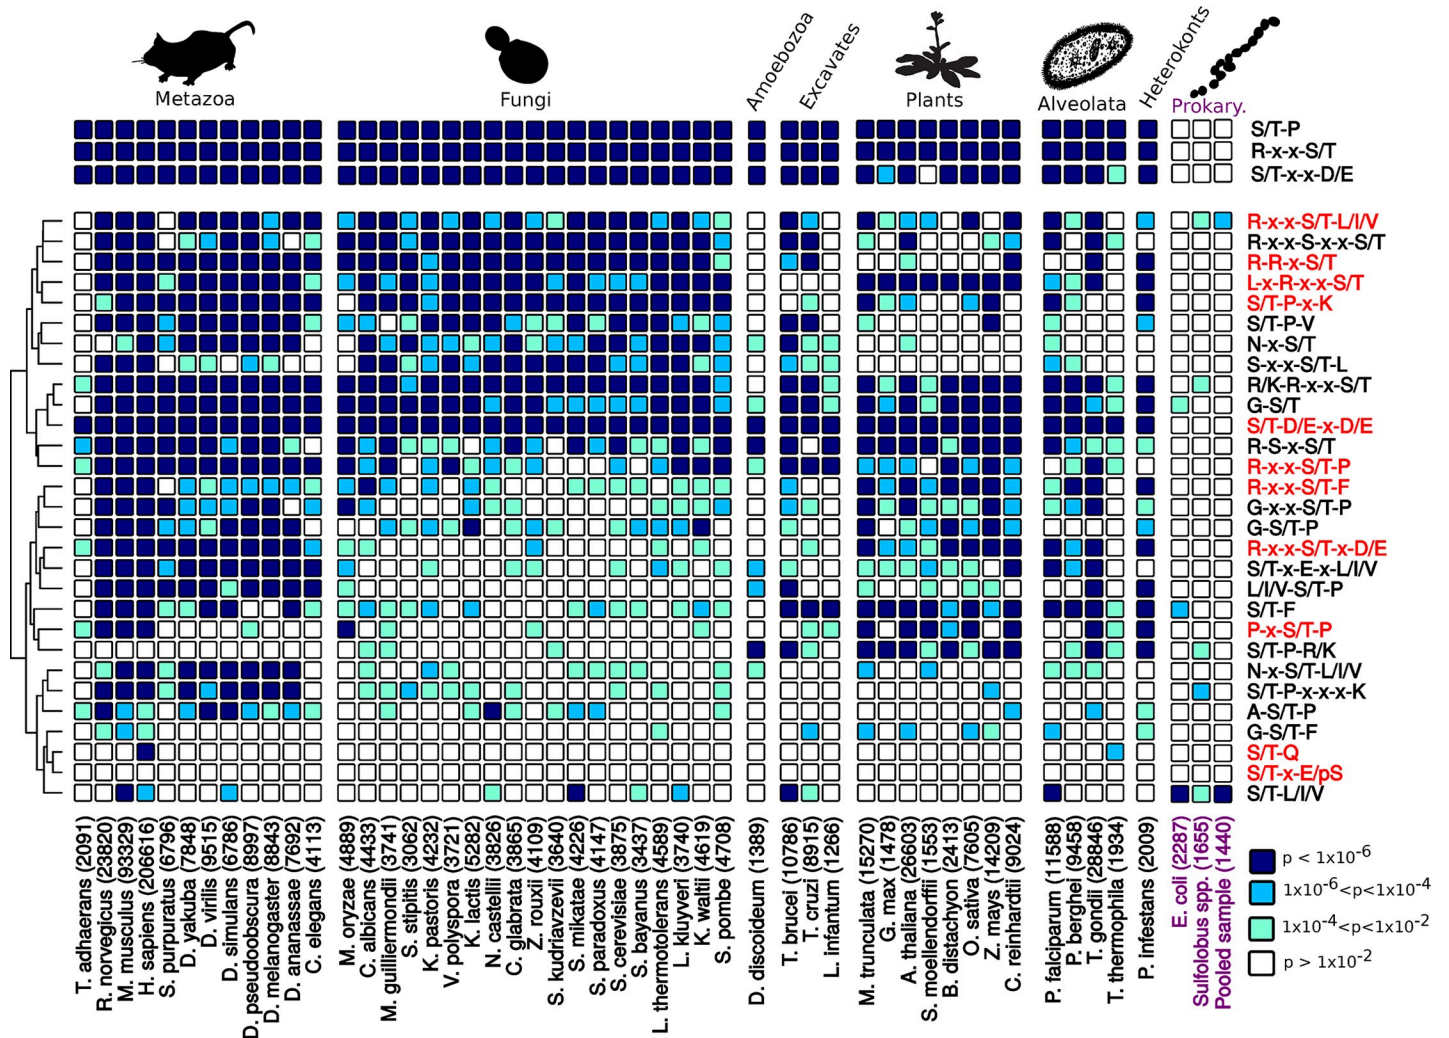 Metazoa
Fungi
Amoebozoa
Excavates
Plants
Alveolata
Heterokonts
Prokary.
S/T-P
R-x-x-S/T
S/T-x-x-D/E
R-x-x-S/T-L/I/V
R-x-x-S-x-x-S/T
R-R-x-S/T
L-x-R-x-x-S/T
S/T-P-x-K
S/T-P-V
N-x-S/T
S-x-x-S/T-L
R/K-R-x-x-S/T
G-S/T
S/T-D/E-x-D/E
R-S-x-S/T
R-x-x-S/T-P
R-x-x-S/T-F
G-x-x-S/T-P
G-S/T-P
R-x-x-S/T-x-D/E
S/T-x-E-x-L/I/V
L/I/V-S/T-P
S/T-F
P-x-S/T-P
S/T-P-R/K
N-x-S/T-L/I/V
S/T-P-x-x-x-K
A-S/T-P
G-S/T-F
S/T-Q
S/T-x-E/pS
S/T-L/I/V
T. adhaerans (2091)
R. norvegicus (23820)
M. musculus (93329)
H. sapiens (206616)
S. purpuratus (6796)
D. yakuba (7848)
D. virilis (9515)
D. simulans (6786)
D. pseudoobscura (8997)
D. melanogaster (8843)
D. ananassae (7692)
C. elegans (4113)
M. oryzae (4889)
C. albicans (4433)
M. guilliermondii (3741)
S. stipitis (3062)
K. pastoris (4232)
V. polyspora (3721)
K. lactis (5282)
N. castellii (3826)
C. glabrata (3865)
Z. rouxii (4109)
S. kudriavzevii (3640)
S. mikatae (4226)
S. paradoxus (4147)
S. cerevisiae (3875)
S. bayanus (3437)
L. thermotolerans (4589)
L. kluyveri (3740)
K. waltii (4619)
S. pombe (4708)
D. discoideum (1389)
T. brucei (10786)
T. cruzi (8915)
L. infantum (1266)
M. trunculata (15270)
G. max (1478)
A. thaliana (26603)
S. moellendorffii (1553)
B. distachyon (2413)
O. sativa (7605)
Z. mays (14209)
C. reinhardtii (9024)
P. falciparum (11588)
P. berghei (9458)
T. gondii (28846)
T. thermophila (1934)
P. infestans (2009)
E. coli (2287)
Sulfolobus spp. (1655)
Pooled sample (1440)
p < 1x10⁻⁶
1x10⁻⁶<p<1x10⁻⁴
1x10⁻⁴<p<1x10⁻²
p > 1x10⁻²